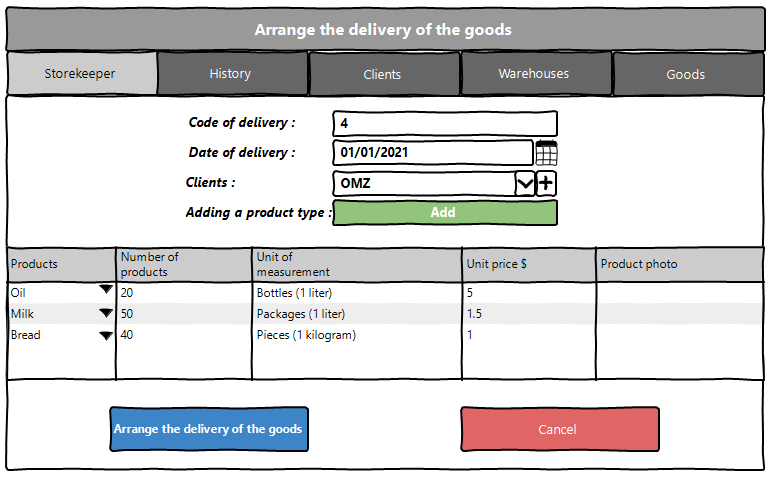 Arrange the delivery of the goods
Storekeeper History Clients Warehouses Goods
Code of delivery : 4
Date of delivery : 01/01/2021
Clients : OMZ
Adding a product type : Add
Products Number of products Unit of measurement Unit price $ Product photo
Oil 20 Bottles (1 liter) 5
Milk 50 Packages (1 liter) 1.5
Bread 40 Pieces (1 kilogram) 1
Arrange the delivery of the goods Cancel